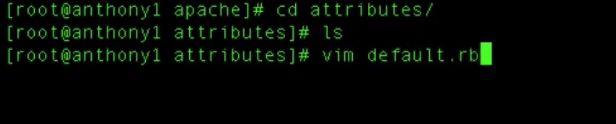 [root@anthony1 apache]# cd attributes/
[root@anthony1 attributes]# ls
[root@anthony1 attributes]# vim default.rb